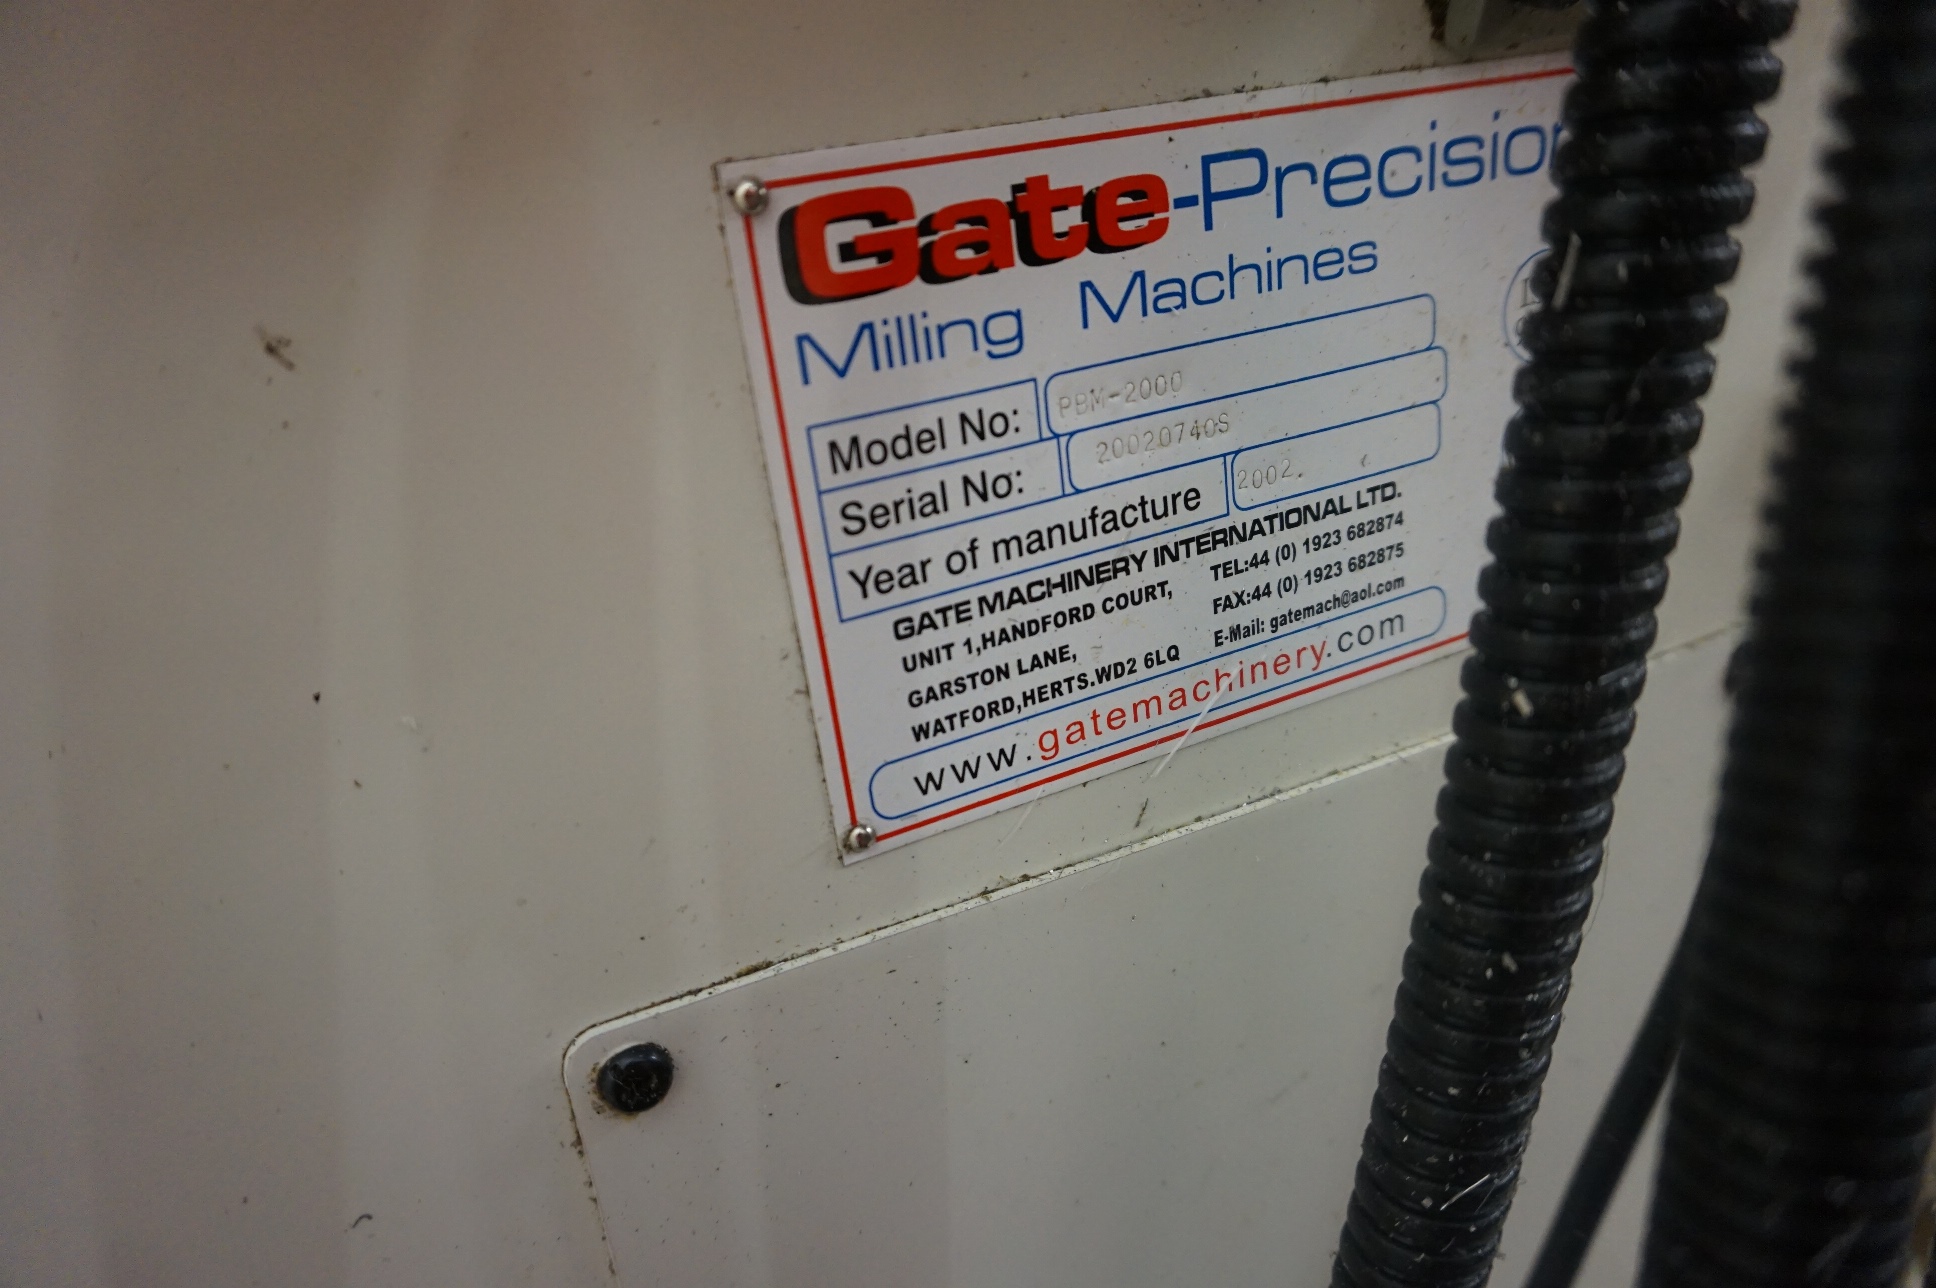 Gate-Precision
Milling Machines
Model No: PBM-2000
Serial No: 20020740S
Year of manufacture 2002.
GATE MACHINERY INTERNATIONAL LTD.
UNIT 1,HANDFORD COURT,
GARSTON LANE,
WATFORD,HERTS.WD2 6LQ
TEL:44 (0) 1923 682874
FAX:44 (0) 1923 682875
E-Mail: gatemach@aol.com
www.gatemachinery.com